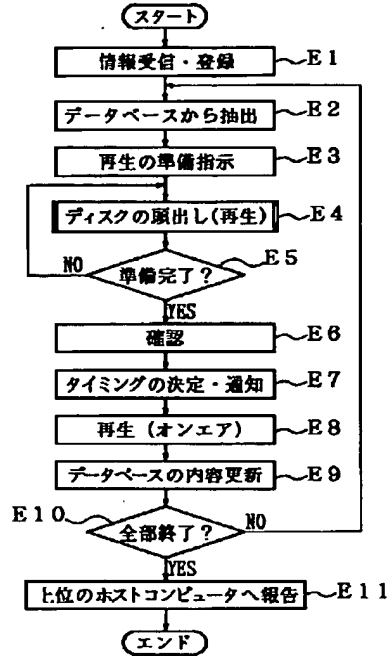 スタート
情報受信・登録 E1
データベースから抽出 E2
再生の準備指示 E3
ディスクの頭出し(再生) E4
準備完了? E5
NO
YES
確認 E6
タイミングの決定・通知 E7
再生(オンエア) E8
データベースの内容更新 E9
E10 全部終了? NO
YES
上位のホストコンピュータへ報告 E11
エンド